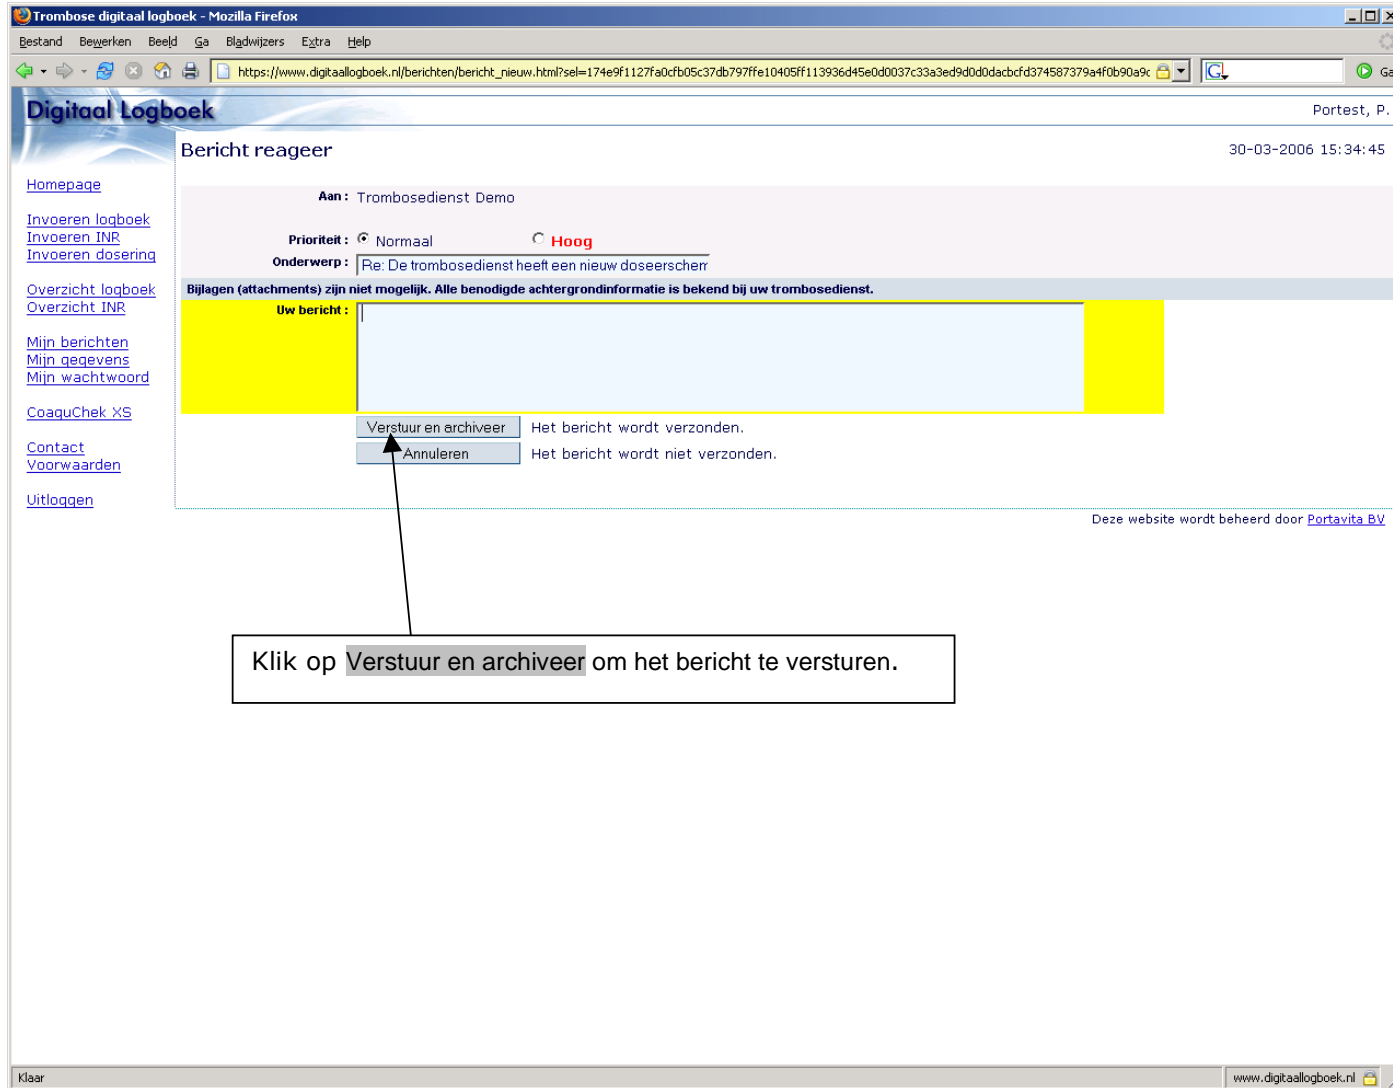 Trombose digitaal logboek - Mozilla Firefox
Bestand Bewerken Beeld Ga Bladwijzers Extra Help
https://www.digitaallogboek.nl/berichten/bericht_nieuw.html?sel=174e9f1127fa0cfb05c37db797ffe10405ff113936d45e0d0037c33a3ed9d0d0dacbcfd374587379a4f0b90a9c
G Ga
Digitaal Logboek
Portest, P.
Bericht reageer
30-03-2006 15:34:45
Homepage
Invoeren logboek
Invoeren INR
Invoeren dosering
Overzicht logboek
Overzicht INR
Mijn berichten
Mijn gegevens
Mijn wachtwoord
CoaguChek XS
Contact
Voorwaarden
Uitloggen
Aan : Trombosedienst Demo
Prioriteit : Normaal Hoog
Onderwerp : Re: De trombosedienst heeft een nieuw doseerschem
Bijlagen (attachments) zijn niet mogelijk. Alle benodigde achtergrondinformatie is bekend bij uw trombosedienst.
Uw bericht :
Verstuur en archiveer Het bericht wordt verzonden.
Annuleren Het bericht wordt niet verzonden.
Deze website wordt beheerd door Portavita BV
Klik op Verstuur en archiveer om het bericht te versturen.
Klaar
www.digitaallogboek.nl